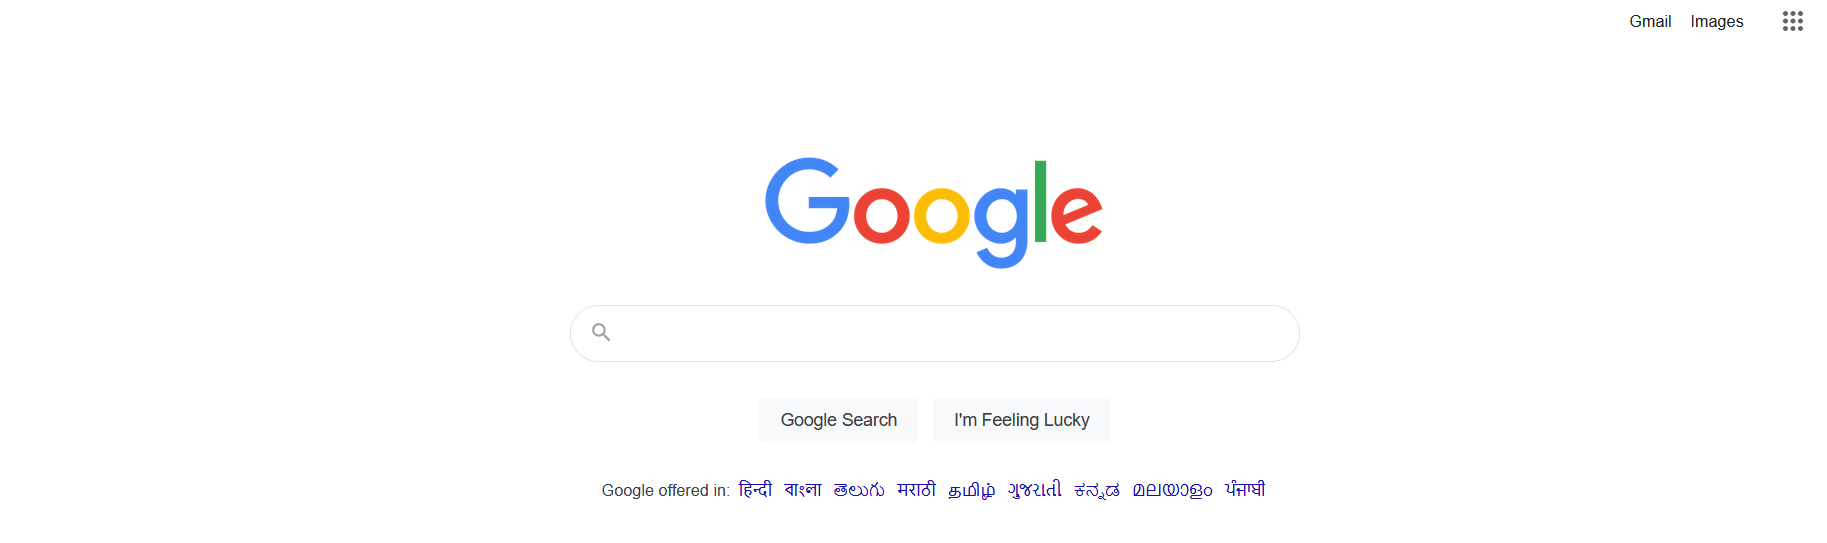 Gmail Images
Google
Google Search I'm Feeling Lucky
Google offered in: हिन्दी বাংলা తెలుగు मराठी தமிழ் ગુજરાતી ಕನ್ನಡ മലയാളം ਪੰਜਾਬੀ